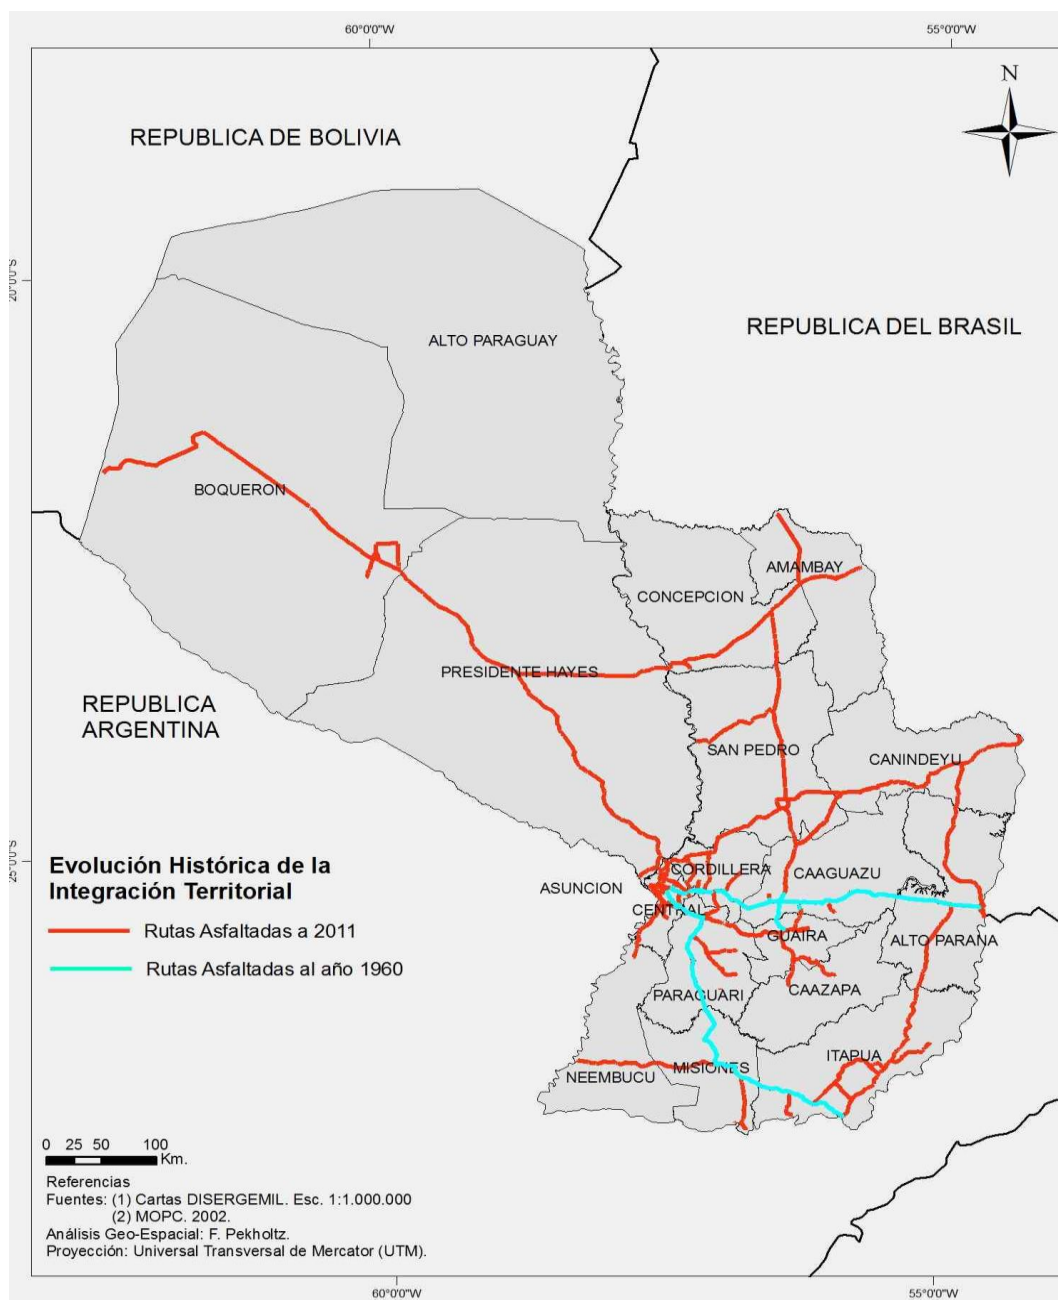 60°0'0"W
55°0'0"W
N
REPUBLICA DE BOLIVIA
20°0'0"S
REPUBLICA DEL BRASIL
ALTO PARAGUAY
BOQUERON
AMAMBAY
CONCEPCION
PRESIDENTE HAYES
REPUBLICA
ARGENTINA
SAN PEDRO
CANINDEYU
25°0'0"S
Evolución Histórica de la
Integración Territorial
CORDILLERA
CAAGUAZU
ASUNCION
CENTRAL
Rutas Asfaltadas a 2011
GUAIRA
ALTO PARANA
Rutas Asfaltadas al año 1960
PARAGUARI
CAAZAPA
ITAPUA
NEEMBUCU
MISIONES
0 25 50 100
Km.
Referencias
Fuentes: (1) Cartas DISERGEMIL. Esc. 1:1.000.000
(2) MOPC. 2002.
Análisis Geo-Espacial: F. Pekholtz.
Proyección: Universal Transversal de Mercator (UTM).
60°0'0"W
55°0'0"W